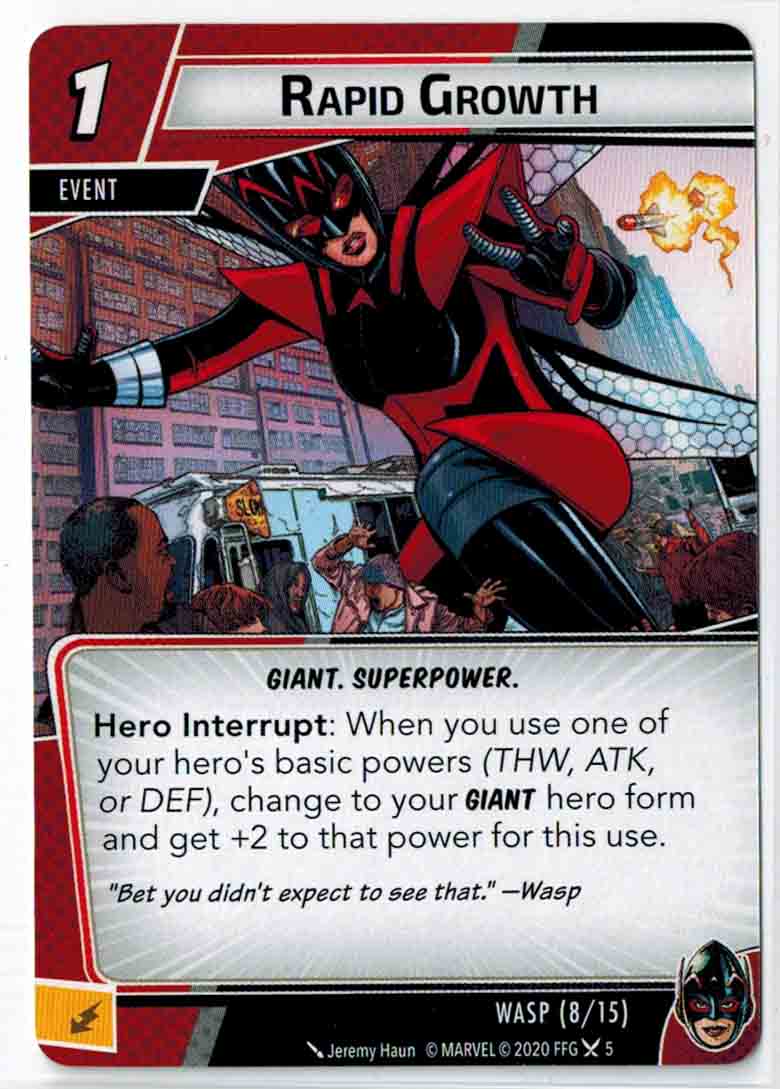 1
RAPID GROWTH
EVENT
SLOW
GIANT. SUPERPOWER.
Hero Interrupt: When you use one of
your hero's basic powers (THW, ATK,
or DEF), change to your GIANT hero form
and get +2 to that power for this use.
"Bet you didn't expect to see that." —Wasp
WASP (8/15)
Jeremy Haun © MARVEL © 2020 FFG 5